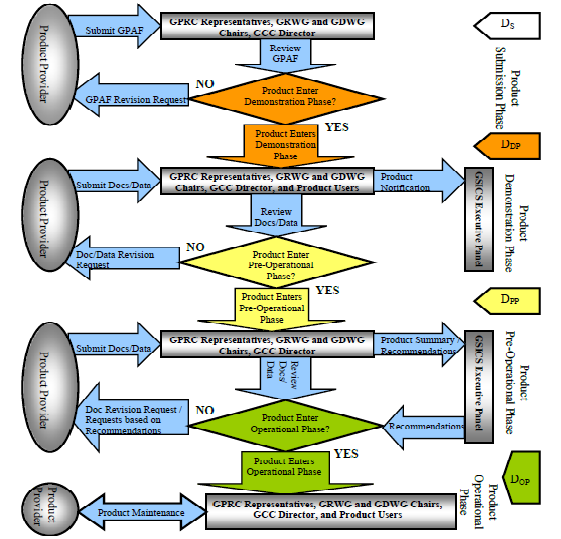 Product Provider
Submit GPAF
GPRC Representatives, GRWG and GDWG
Chairs, GCC Director
DS
Review
GPAF
Product
Submission Phase
NO
GPAF Revision Request
Product Enter
Demonstration Phase?
YES
Product Enters
Demonstration
Phase
DDP
Product Provider
Submit Docs/Data
GPRC Representatives, GRWG and GDWG
Chairs, GCC Director, and Product Users
Product
Notification
GSICS Executive Panel
Product
Demonstration Phase
Review
Docs/Data
NO
Doc/Data Revision
Request
Product Enter
Pre-Operational
Phase?
YES
Product Enters
Pre-Operational
Phase
DPP
Product Provider
Submit Docs/Data
GPRC Representatives, GRWG and GDWG
Chairs, GCC Director
Product Summary /
Recommendations
GSICS Executive Panel
Product
Pre-Operational Phase
Review
Docs/
Data
NO
Doc Revision Request /
Requests based on
Recommendations
Product Enter
Operational Phase?
Recommendations
YES
Product Enters
Operational Phase
DOP
Product
Operational
Phase
Product
Provider
Product Maintenance
GPRC Representatives, GRWG and GDWG Chairs,
GCC Director, and Product Users